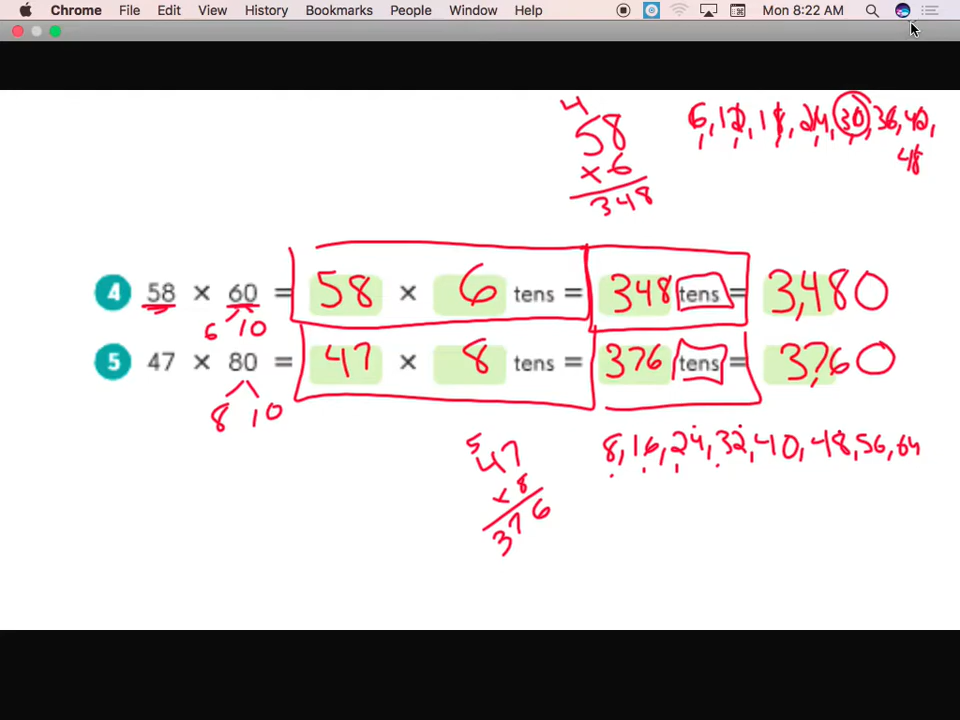 Chrome File Edit View History Bookmarks People Window Help Mon 8:22 AM
4
58
× 6
348
6, 12, 18, 24, 30, 36, 42,
48
4 58 × 60 = 58 × 6 tens = 348 tens = 3,480
6 10
5 47 × 80 = 47 × 8 tens = 376 tens = 3,760
8 10
5
47
× 8
376
8, 16, 24, 32, 40, 48, 56, 64